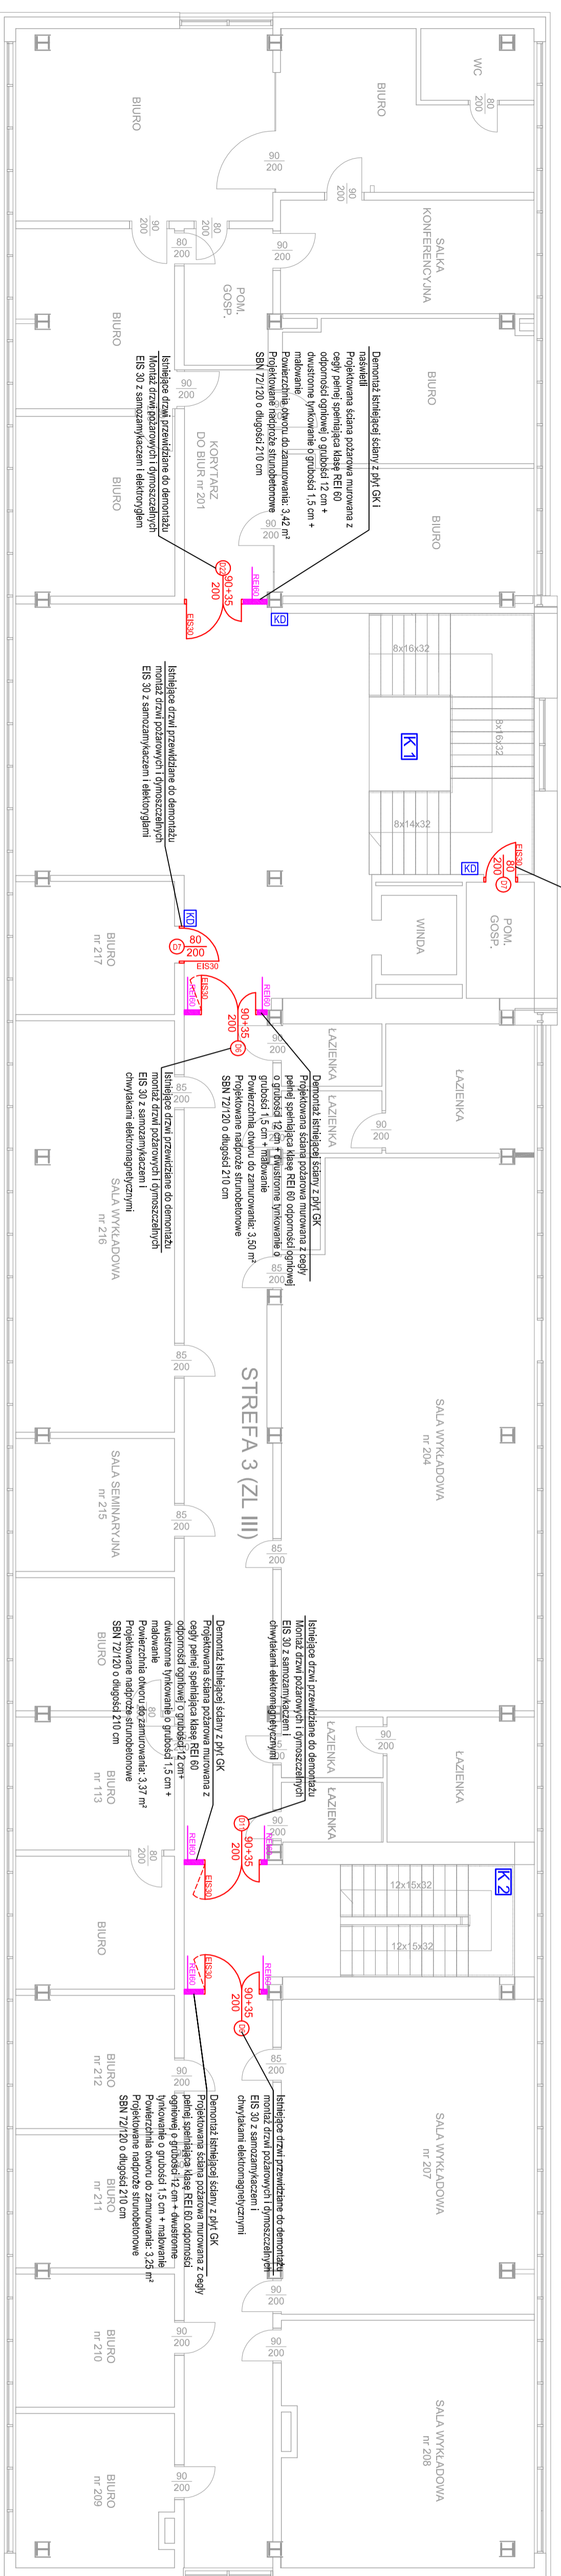 WC
80
200
BIURO
BIURO
90
200
90
200
SALKA
KONFERENCYJNA
90
200
80
200
80
200
90
200
POM.
GOSP.
BIURO
BIURO
BIURO
BIURO
90
200
KORYTARZ
DO BIUR nr 201
90
200
Demontaż istniejącej ściany z płyt GK i
naświetli
Projektowana ściana pożarowa murowana z
cegły pełnej spełniająca klasę REI 60
odporności ogniowej o grubości 12 cm +
dwustronne tynkowanie o grubości 1,5 cm +
malowanie
Powierzchnia otworu do zamurowania: 3,42 m²
Projektowane nadproże strunobetonowe
SBN 72/120 o długości 210 cm
Istniejące drzwi przewidziane do demontażu
Montaż drzwi pożarowych i dymoszczelnych
EIS 30 z samozamykaczem i elektoryglem
90+35
200
REI60
EIS30
KD
8x16x32
8x16x32
8x14x32
K 1
EIS30
80
200
D7
KD
POM.
GOSP.
WINDA
Istniejące drzwi przewidziane do demontażu
montaż drzwi pożarowych i dymoszczelnych
EIS 30 z samozamykaczem i elektoryglami
KD
D7
80
200
EIS30
BIURO
nr 217
REI60
EIS30
90+35
200
D6
REI60
90
200
ŁAZIENKA
ŁAZIENKA
ŁAZIENKA
90
200
Demontaż istniejącej ściany z płyt GK
Projektowana ściana pożarowa murowana z cegły
pełnej spełniająca klasę REI 60 odporności ogniowej
o grubości 12 cm + dwustronne tynkowanie o
grubości 1,5 cm + malowanie
Powierzchnia otworu do zamurowania: 3,50 m²
Projektowane nadproże strunobetonowe
SBN 72/120 o długości 210 cm
Istniejące drzwi przewidziane do demontażu
montaż drzwi pożarowych i dymoszczelnych
EIS 30 z samozamykaczem i
chwytakami elektromagnetycznymi
85
200
SALA WYKŁADOWA
nr 216
85
200
85
200
STREFA 3 (ZL III)
SALA WYKŁADOWA
nr 204
SALA SEMINARYJNA
nr 215
85
200
85
200
Istniejące drzwi przewidziane do demontażu
Montaż drzwi pożarowych i dymoszczelnych
EIS 30 z samozamykaczem i
chwytakami elektromagnetycznymi
Demontaż istniejącej ściany z płyt GK
Projektowana ściana pożarowa murowana z
cegły pełnej spełniająca klasę REI 60
odporności ogniowej o grubości 12 cm+
dwustronne tynkowanie o grubości 1,5 cm +
malowanie
Powierzchnia otworu do zamurowania: 3,37 m²
Projektowane nadproże strunobetonowe
SBN 72/120 o długości 210 cm
BIURO
80
200
BIURO
nr 113
85
200
ŁAZIENKA
ŁAZIENKA
ŁAZIENKA
90
200
90
200
D11
90+35
200
REI60
REI60
EIS30
80
200
BIURO
K 2
12x15x32
12x15x32
REI60
EIS30
REI60
90+35
200
85
200
90
200
Istniejące drzwi przewidziane do demontażu
montaż drzwi pożarowych i dymoszczelnych
EIS 30 z samozamykaczem i
chwytakami elektromagnetycznymi
Demontaż istniejącej ściany z płyt GK
Projektowana ściana pożarowa murowana z cegły
pełnej spełniająca klasę REI 60 odporności
ogniowej o grubości 12 cm + dwustronne
tynkowanie o grubości 1,5 cm + malowanie
Powierzchnia otworu do zamurowania: 3,25 m²
Projektowane nadproże strunobetonowe
SBN 72/120 o długości 210 cm
BIURO
nr 212
BIURO
nr 211
SALA WYKŁADOWA
nr 207
90
200
90
200
90
200
BIURO
nr 210
SALA WYKŁADOWA
nr 208
90
200
BIURO
nr 209